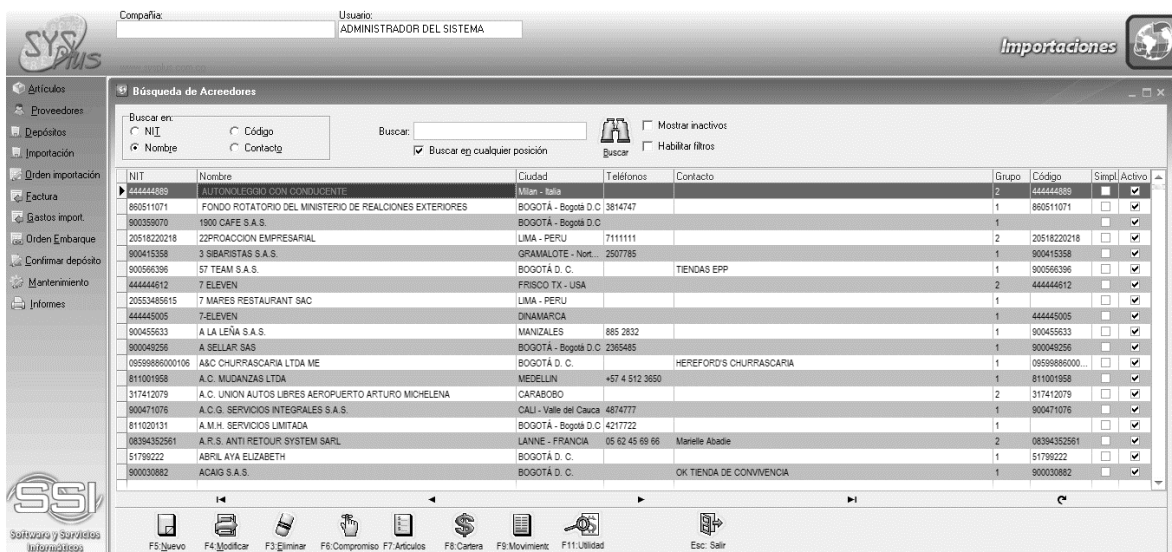 Compañia:
Usuario:
ADMINISTRADOR DEL SISTEMA
SYS Plus
www.sysplus.com.co
Importaciones
Artículos
Proveedores
Depósitos
Importación
Orden importación
Factura
Gastos import.
Orden Embarque
Confirmar depósito
Mantenimiento
Informes
Búsqueda de Acreedores
Buscar en:
NIT Código
Nombre Contacto
Buscar:
Buscar en cualquier posición
Buscar
Mostrar inactivos
Habilitar filtros
NIT Nombre Ciudad Teléfonos Contacto Grupo Código Simpl. Activo
444444889 AUTONOLEGGIO CON CONDUCENTE Milan - Italia 2 444444889
860511071 FONDO ROTATORIO DEL MINISTERIO DE REALCIONES EXTERIORES BOGOTÁ - Bogotá D.C 3814747 1 860511071
900359070 1900 CAFE S.A.S. BOGOTÁ - Bogotá D.C 1
20518220218 22PROACCION EMPRESARIAL LIMA - PERU 7111111 2 20518220218
900415358 3 SIBARISTAS S.A.S. GRAMALOTE - Nort... 2507785 1 900415358
900566396 57 TEAM S.A.S. BOGOTÁ D. C. TIENDAS EPP 1 900566396
444444612 7 ELEVEN FRISCO TX - USA 2 444444612
20553485615 7 MARES RESTAURANT SAC LIMA - PERU 1
444445005 7-ELEVEN DINAMARCA 1 444445005
900455633 A LA LEÑA S.A.S. MANIZALES 885 2832 1 900455633
900049256 A SELLAR SAS BOGOTÁ - Bogotá D.C 2365485 1 900049256
09599886000106 A&C CHURRASCARIA LTDA ME BOGOTÁ D. C. HEREFORD'S CHURRASCARIA 1 09599886000...
811001958 A.C. MUDANZAS LTDA MEDELLIN +57 4 512 3650 1 811001958
317412079 A.C. UNION AUTOS LIBRES AEROPUERTO ARTURO MICHELENA CARABOBO 2 317412079
900471076 A.C.G. SERVICIOS INTEGRALES S.A.S. CALI - Valle del Cauca 4874777 1 900471076
811020131 A.M.H. SERVICIOS LIMITADA BOGOTÁ - Bogotá D.C 4217722 1
08394352561 A.R.S. ANTI RETOUR SYSTEM SARL LANNE - FRANCIA 05 62 45 69 66 Marielle Abadie 2 08394352561
51799222 ABRIL AYA ELIZABETH BOGOTÁ D. C. 1 51799222
900030882 ACAIG S.A.S. BOGOTÁ D. C. OK TIENDA DE CONVIVENCIA 1 900030882
SSI
Software y Servicios
Informáticos
F5:Nuevo F4:Modificar F3:Eliminar F6:Compromiso F7:Articulos F8:Cartera F9:Movimiento F11:Utilidad Esc: Salir